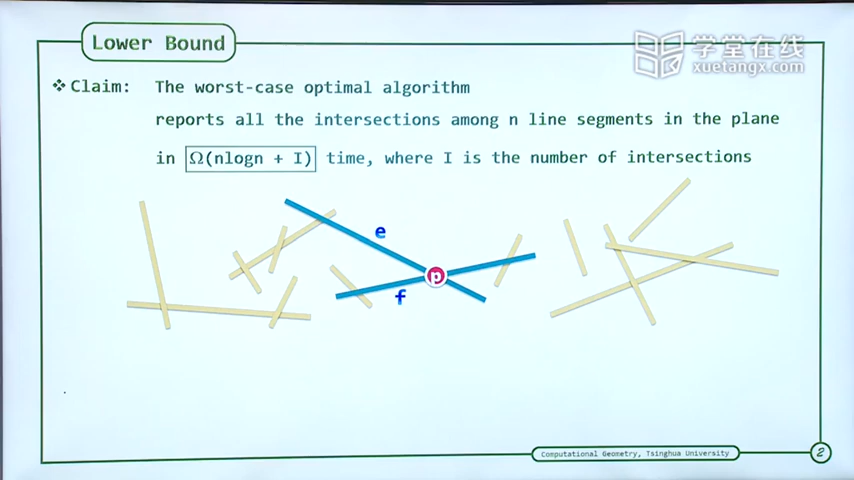 Lower Bound
学堂在线
xuetangx.com
❖ Claim: The worst-case optimal algorithm
reports all the intersections among n line segments in the plane
in Ω(nlogn + I) time, where I is the number of intersections
e
p
f
Computational Geometry, Tsinghua University
2